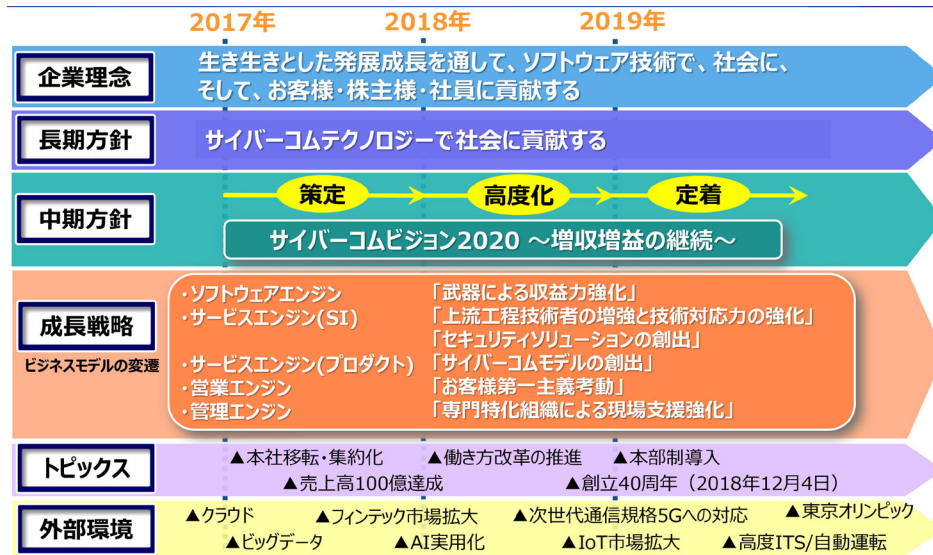 2017年 2018年 2019年
企業理念
生き生きとした発展成長を通して、ソフトウェア技術で、社会に、
そして、お客様・株主様・社員に貢献する
長期方針
サイバーコムテクノロジーで社会に貢献する
中期方針
策定 高度化 定着
サイバーコムビジョン2020 ～増収増益の継続～
成長戦略
ビジネスモデルの変遷
・ソフトウェアエンジン 「武器による収益力強化」
・サービスエンジン(SI) 「上流工程技術者の増強と技術対応力の強化」
「セキュリティソリューションの創出」
・サービスエンジン(プロダクト) 「サイバーコムモデルの創出」
・営業エンジン 「お客様第一主義考動」
・管理エンジン 「専門特化組織による現場支援強化」
トピックス
▲本社移転・集約化 ▲働き方改革の推進 ▲本部制導入
▲売上高100億達成 ▲創立40周年（2018年12月4日）
外部環境
▲クラウド ▲フィンテック市場拡大 ▲次世代通信規格5Gへの対応 ▲東京オリンピック
▲ビッグデータ ▲AI実用化 ▲IoT市場拡大 ▲高度ITS/自動運転